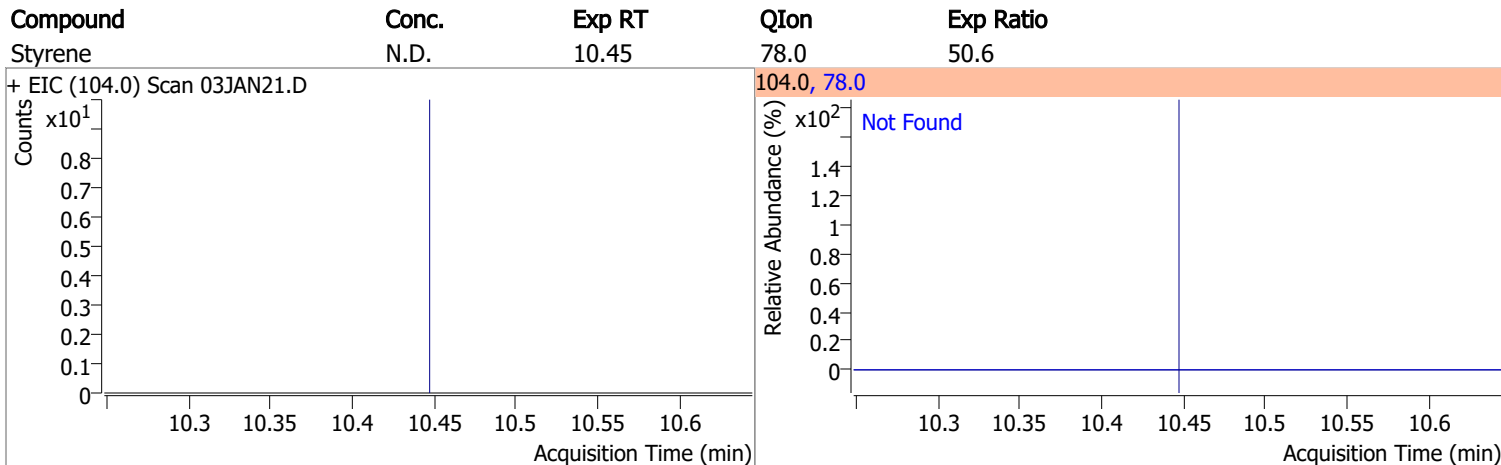 Compound Conc. Exp RT QIon Exp Ratio
Styrene N.D. 10.45 78.0 50.6
+ EIC (104.0) Scan 03JAN21.D
Counts
x10¹
0.8
0.7
0.6
0.5
0.4
0.3
0.2
0.1
0
10.3 10.35 10.4 10.45 10.5 10.55 10.6
Acquisition Time (min)
104.0, 78.0
Relative Abundance (%)
x10²
Not Found
1.4
1.2
1
0.8
0.6
0.4
0.2
0
10.3 10.35 10.4 10.45 10.5 10.55 10.6
Acquisition Time (min)